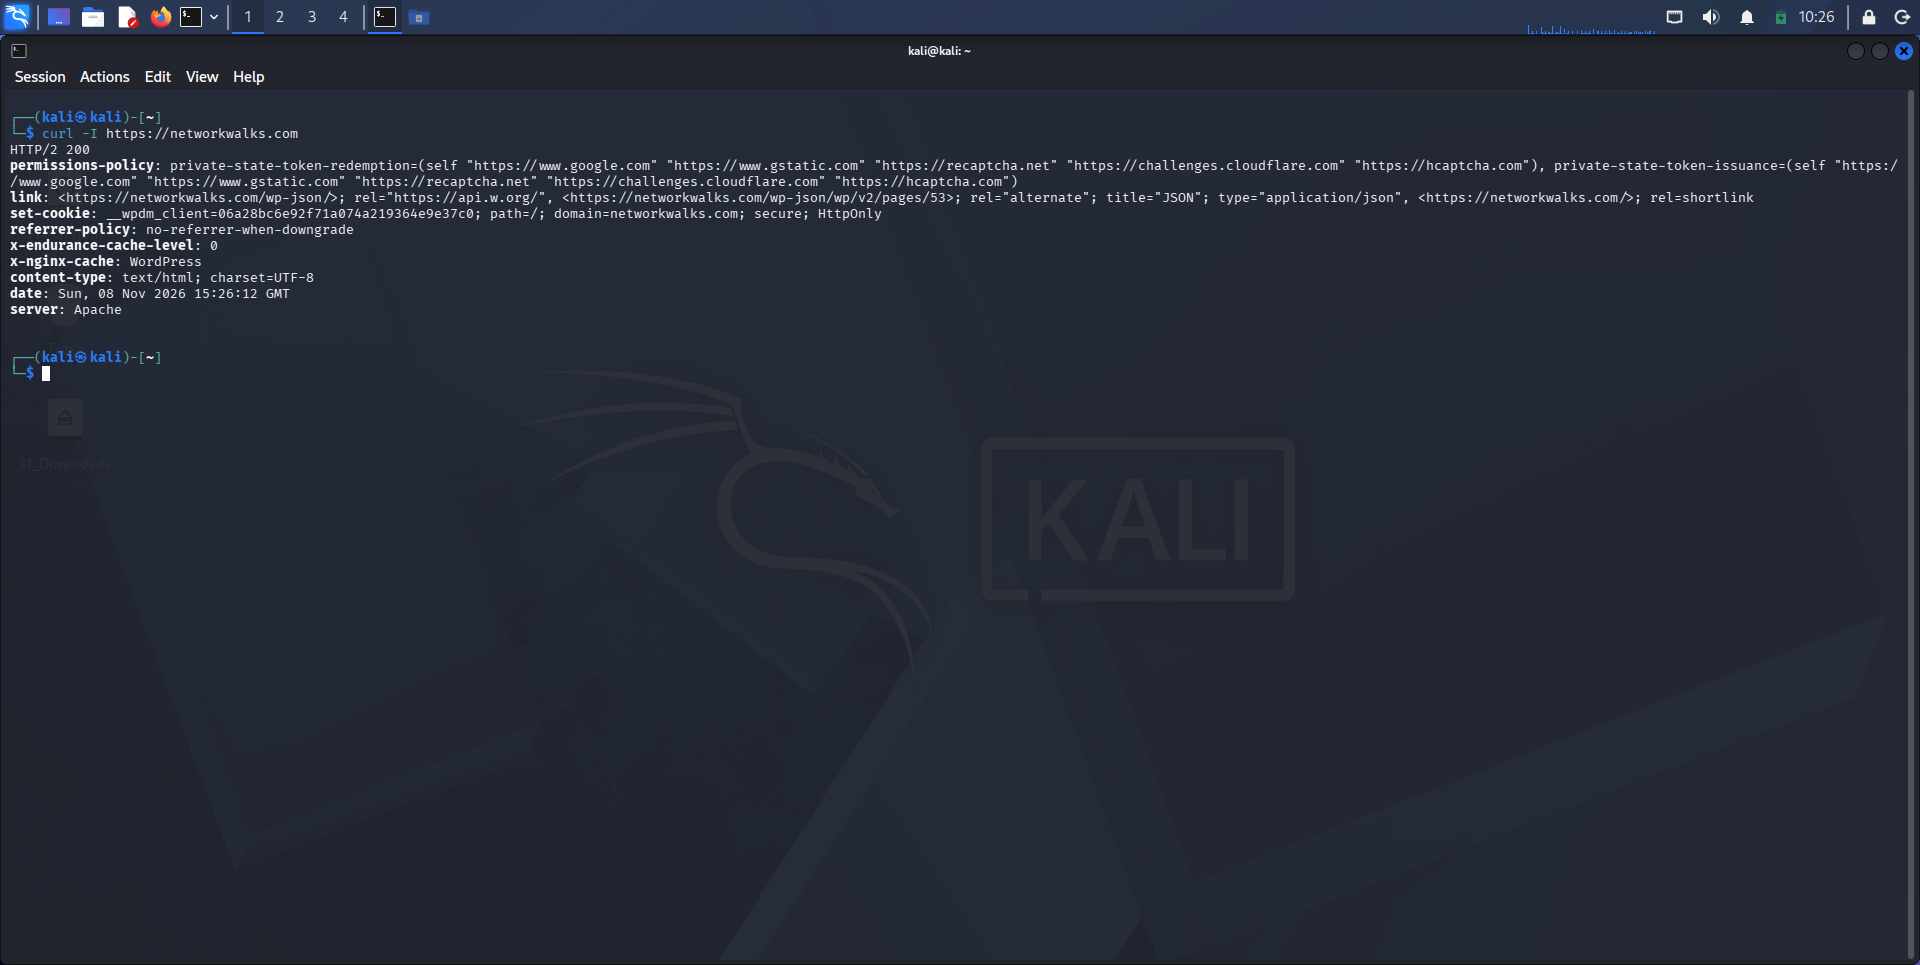 1 2 3 4 10:26
kali@kali: ~
Session Actions Edit View Help
┌──(kali㉿kali)-[~]
└─$ curl -I https://networkwalks.com
HTTP/2 200
permissions-policy: private-state-token-redemption=(self "https://www.google.com" "https://www.gstatic.com" "https://recaptcha.net" "https://challenges.cloudflare.com" "https://hcaptcha.com"), private-state-token-issuance=(self "https:/
/www.google.com" "https://www.gstatic.com" "https://recaptcha.net" "https://challenges.cloudflare.com" "https://hcaptcha.com")
link: <https://networkwalks.com/wp-json/>; rel="https://api.w.org/", <https://networkwalks.com/wp-json/wp/v2/pages/53>; rel="alternate"; title="JSON"; type="application/json", <https://networkwalks.com/>; rel=shortlink
set-cookie: __wpdm_client=06a28bc6e92f71a074a219364e9e37c0; path=/; domain=networkwalks.com; secure; HttpOnly
referrer-policy: no-referrer-when-downgrade
x-endurance-cache-level: 0
x-nginx-cache: WordPress
content-type: text/html; charset=UTF-8
date: Sun, 08 Nov 2026 15:26:12 GMT
server: Apache
Trash
┌──(kali㉿kali)-[~]
└─$
sf_Downloads
KALI